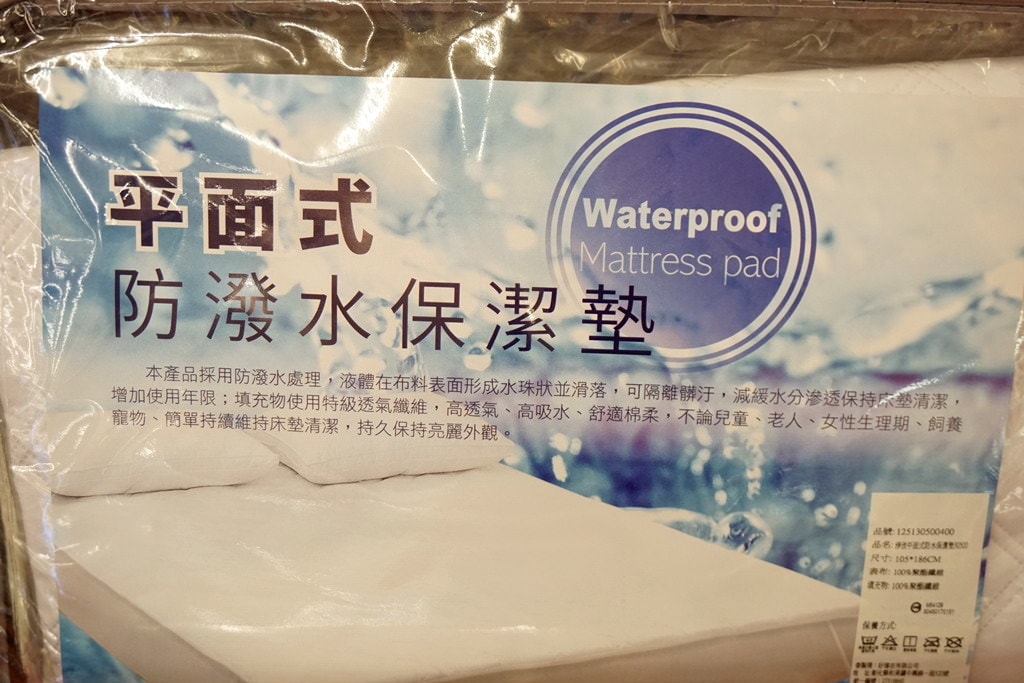 平面式
Waterproof
Mattress pad
防潑水保潔墊
本產品採用防潑水處理，液體在布料表面形成水珠狀並滑落，可隔離髒汙，減緩水分滲透保持床墊清潔，
增加使用年限；填充物使用特級透氣纖維，高透氣、高吸水、舒適棉柔，不論兒童、老人、女性生理期、飼養
寵物、簡單持續維持床墊清潔，持久保持亮麗外觀。
品號: 125130500400
品名:
尺寸: 105*186CM
表布: 100%聚酯纖維
填充物: 100%聚酯纖維
保養方式: